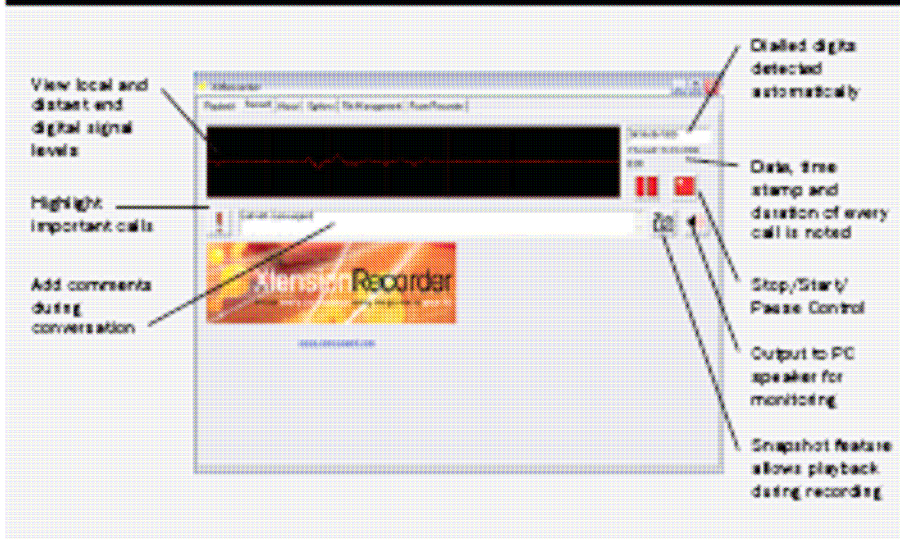 View local and
distant end
digital signal
levels
Highlight
important calls
Add comments
during
conversation
XtensionRecorder
Dialled digits
detected
automatically
Date, time
stamp and
duration of every
call is noted
Stop/Start/
Pause Control
Output to PC
speaker for
monitoring
Snapshot feature
allows playback
during recording